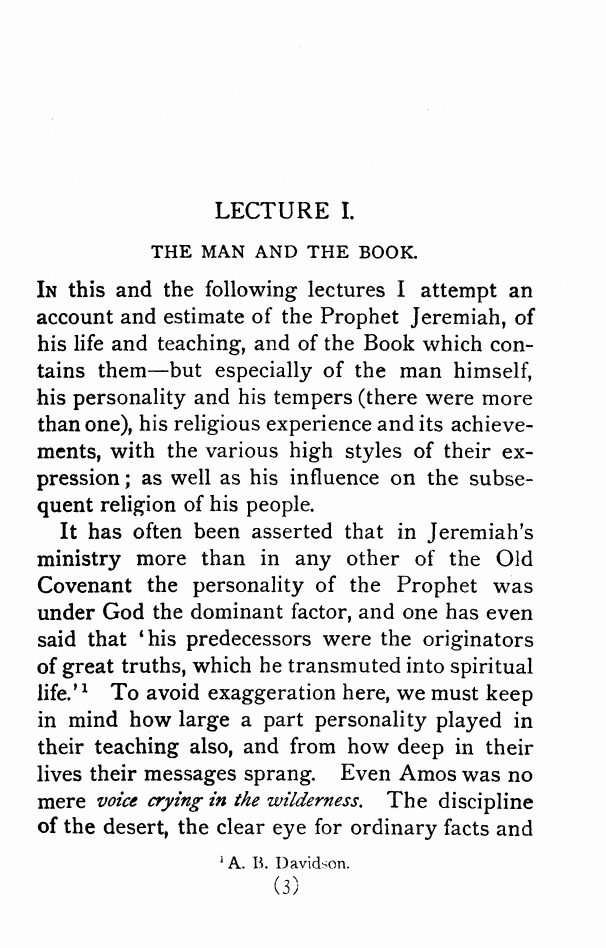 LECTURE I.
THE MAN AND THE BOOK.
IN this and the following lectures I attempt an
account and estimate of the Prophet Jeremiah, of
his life and teaching, and of the Book which con-
tains them—but especially of the man himself,
his personality and his tempers (there were more
than one), his religious experience and its achieve-
ments, with the various high styles of their ex-
pression; as well as his influence on the subse-
quent religion of his people.
It has often been asserted that in Jeremiah's
ministry more than in any other of the Old
Covenant the personality of the Prophet was
under God the dominant factor, and one has even
said that ‘his predecessors were the originators
of great truths, which he transmuted into spiritual
life.’¹ To avoid exaggeration here, we must keep
in mind how large a part personality played in
their teaching also, and from how deep in their
lives their messages sprang. Even Amos was no
mere voice crying in the wilderness. The discipline
of the desert, the clear eye for ordinary facts and
¹ A. B. Davidson.
(3)